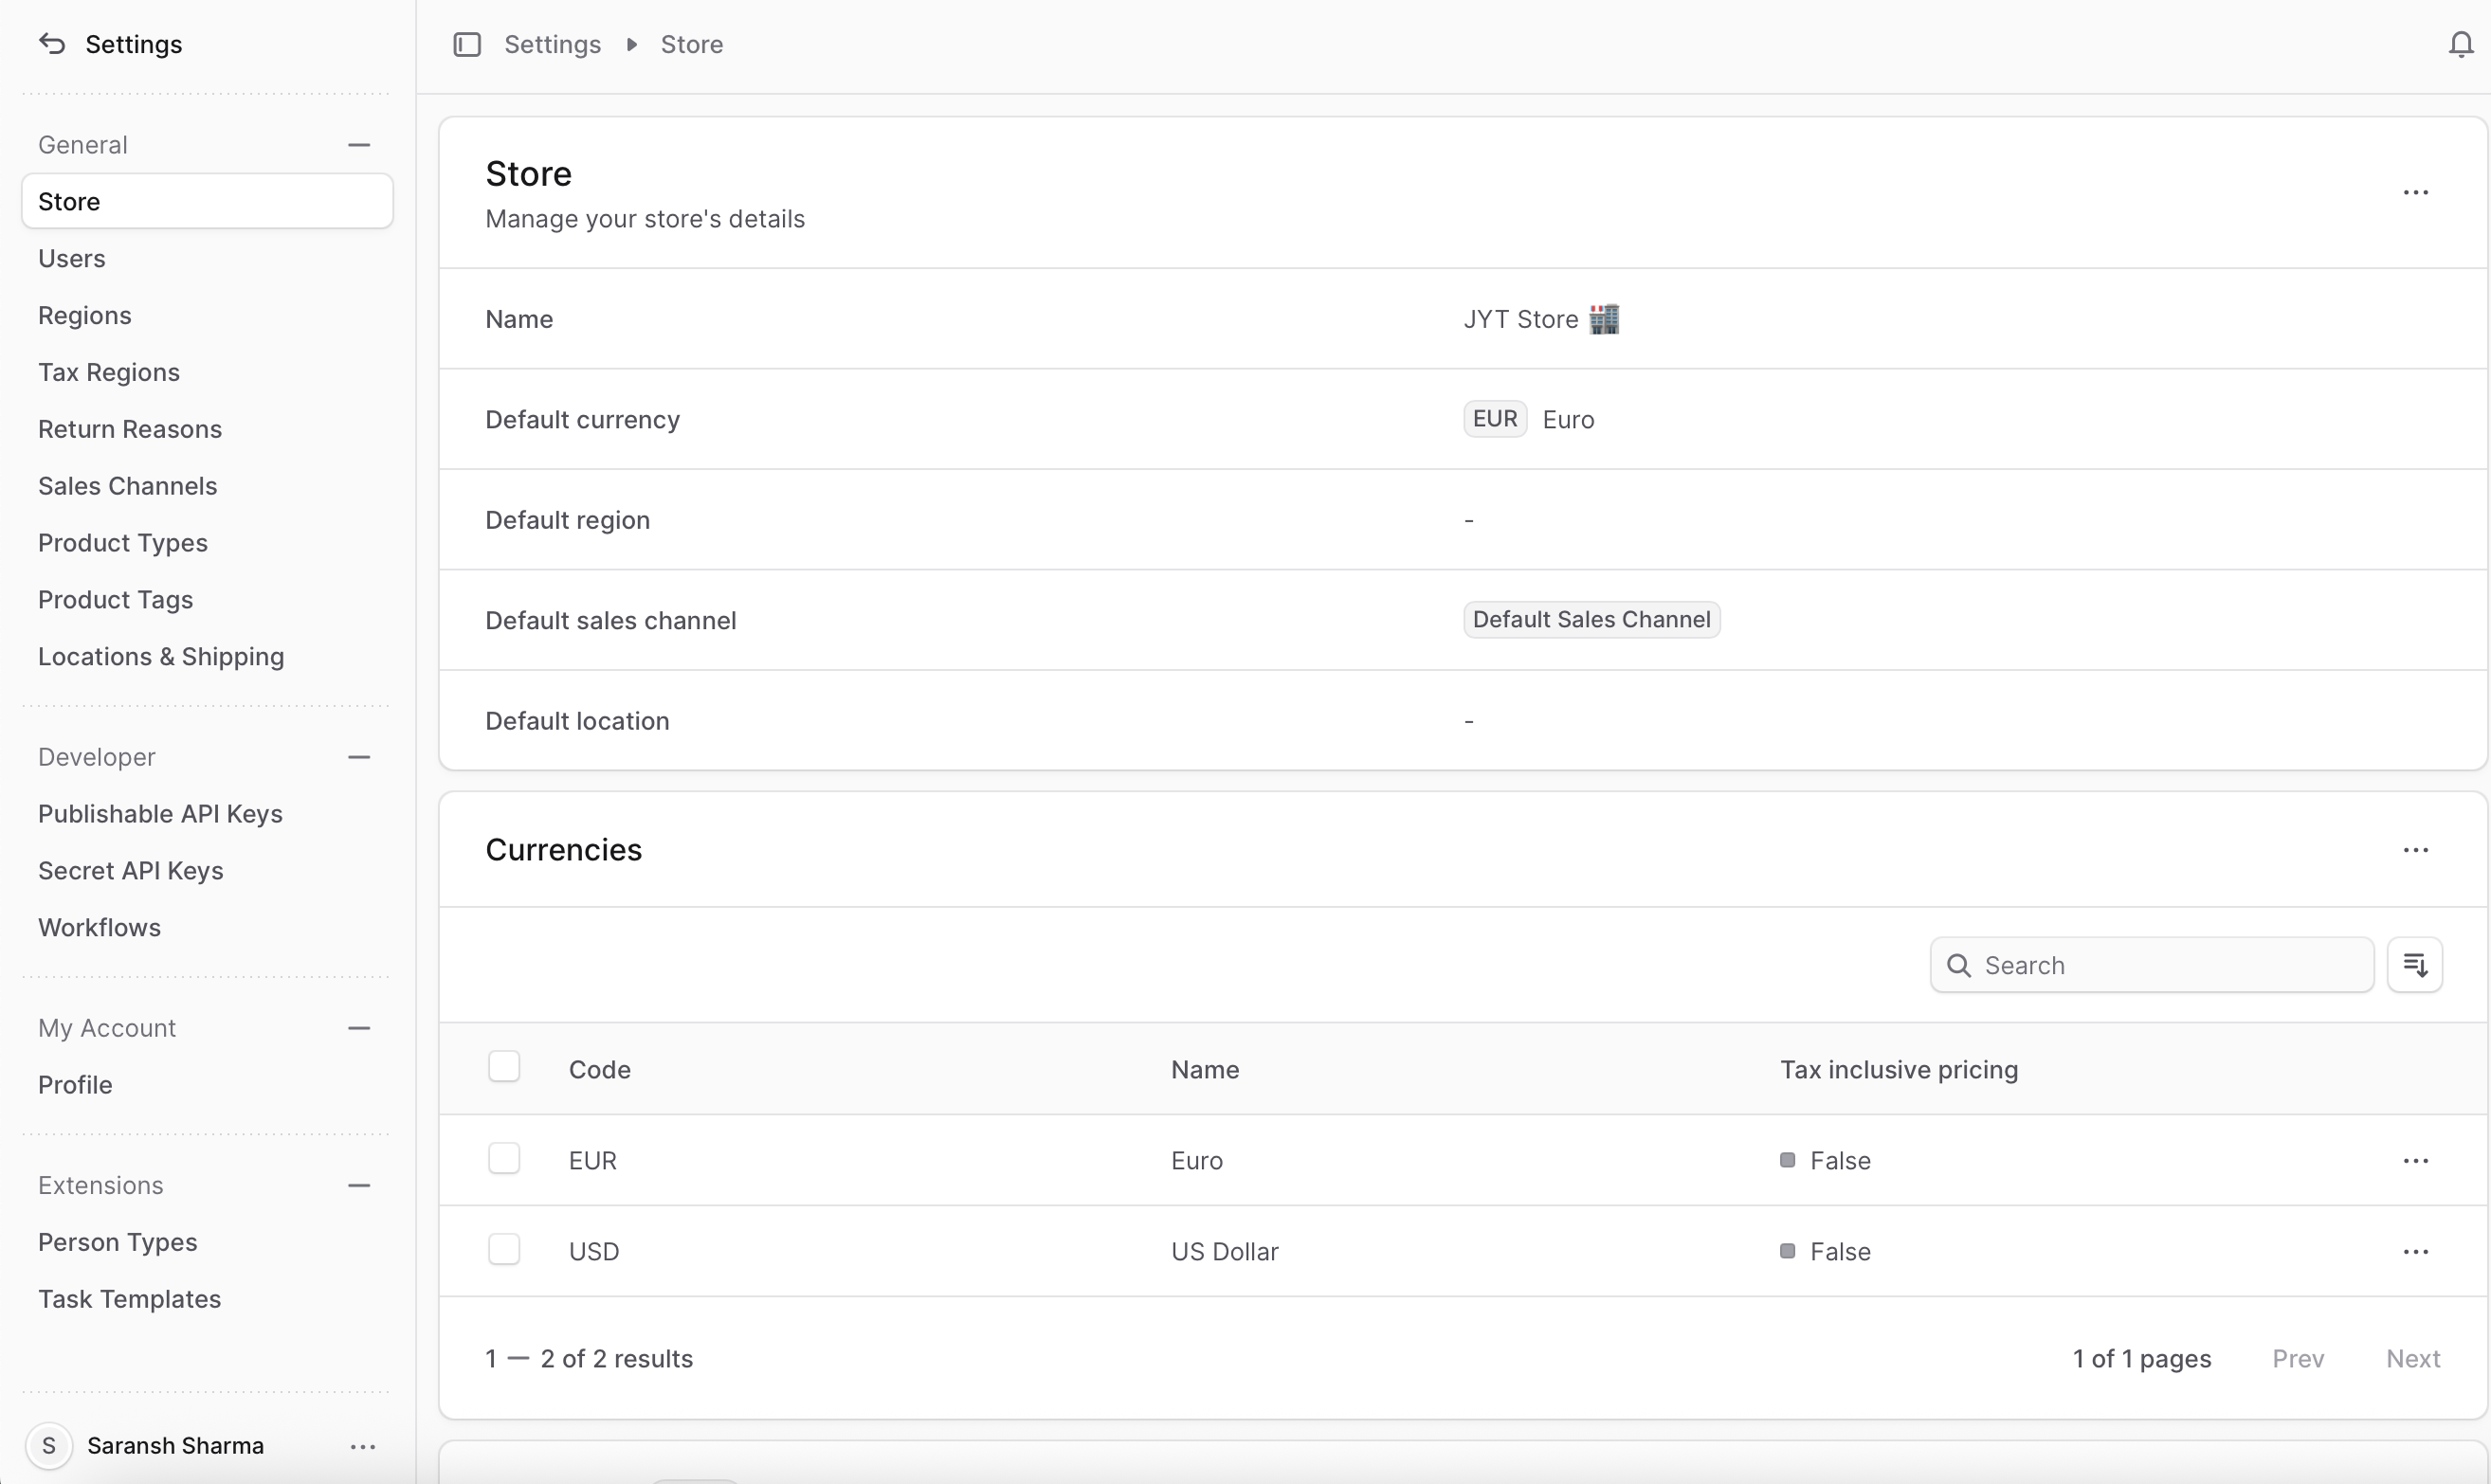 Settings
General
Store
Users
Regions
Tax Regions
Return Reasons
Sales Channels
Product Types
Product Tags
Locations & Shipping
Developer
Publishable API Keys
Secret API Keys
Workflows
My Account
Profile
Extensions
Person Types
Task Templates
S Saransh Sharma
Settings Store
Store
Manage your store's details
Name JYT Store
Default currency EUR Euro
Default region -
Default sales channel Default Sales Channel
Default location -
Currencies
Search
Code Name Tax inclusive pricing
EUR Euro False
USD US Dollar False
1 — 2 of 2 results 1 of 1 pages Prev Next